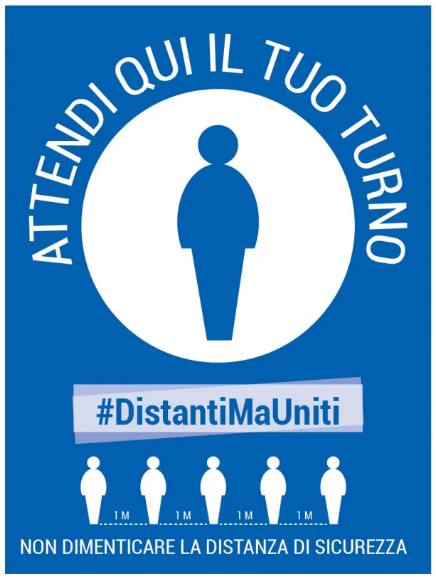 ATTENDI QUI IL TUO TURNO
#DistantiMaUniti
1 M 1 M 1 M 1 M
NON DIMENTICARE LA DISTANZA DI SICUREZZA